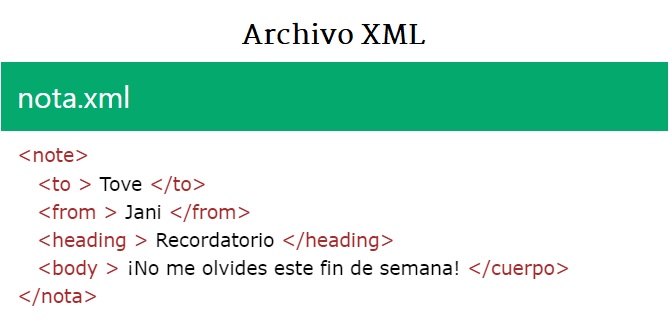 Archivo XML
nota.xml
<note>
<to > Tove </to>
<from > Jani </from>
<heading > Recordatorio </heading>
<body > ¡No me olvides este fin de semana! </cuerpo>
</nota>